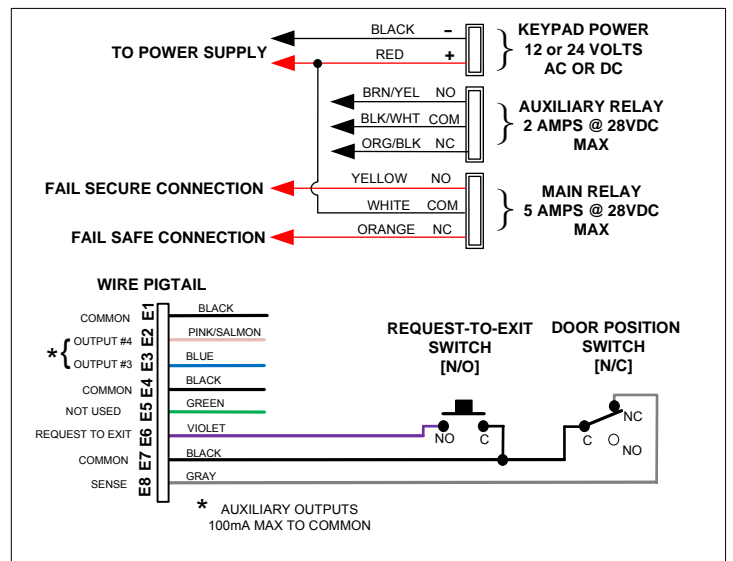 BLACK
−
RED
+
TO POWER SUPPLY
KEYPAD POWER
12 or 24 VOLTS
AC OR DC
BRN/YEL NO
BLK/WHT COM
ORG/BLK NC
AUXILIARY RELAY
2 AMPS @ 28VDC
MAX
FAIL SECURE CONNECTION
YELLOW NO
WHITE COM
ORANGE NC
FAIL SAFE CONNECTION
MAIN RELAY
5 AMPS @ 28VDC
MAX
WIRE PIGTAIL
COMMON E1 BLACK
* { OUTPUT #4 E2 PINK/SALMON
OUTPUT #3 E3 BLUE
COMMON E4 BLACK
NOT USED E5 GREEN
REQUEST TO EXIT E6 VIOLET
COMMON E7 BLACK
SENSE E8 GRAY
REQUEST-TO-EXIT
SWITCH
[N/O]
NO C
DOOR POSITION
SWITCH
[N/C]
NC
C
NO
* AUXILIARY OUTPUTS
100mA MAX TO COMMON